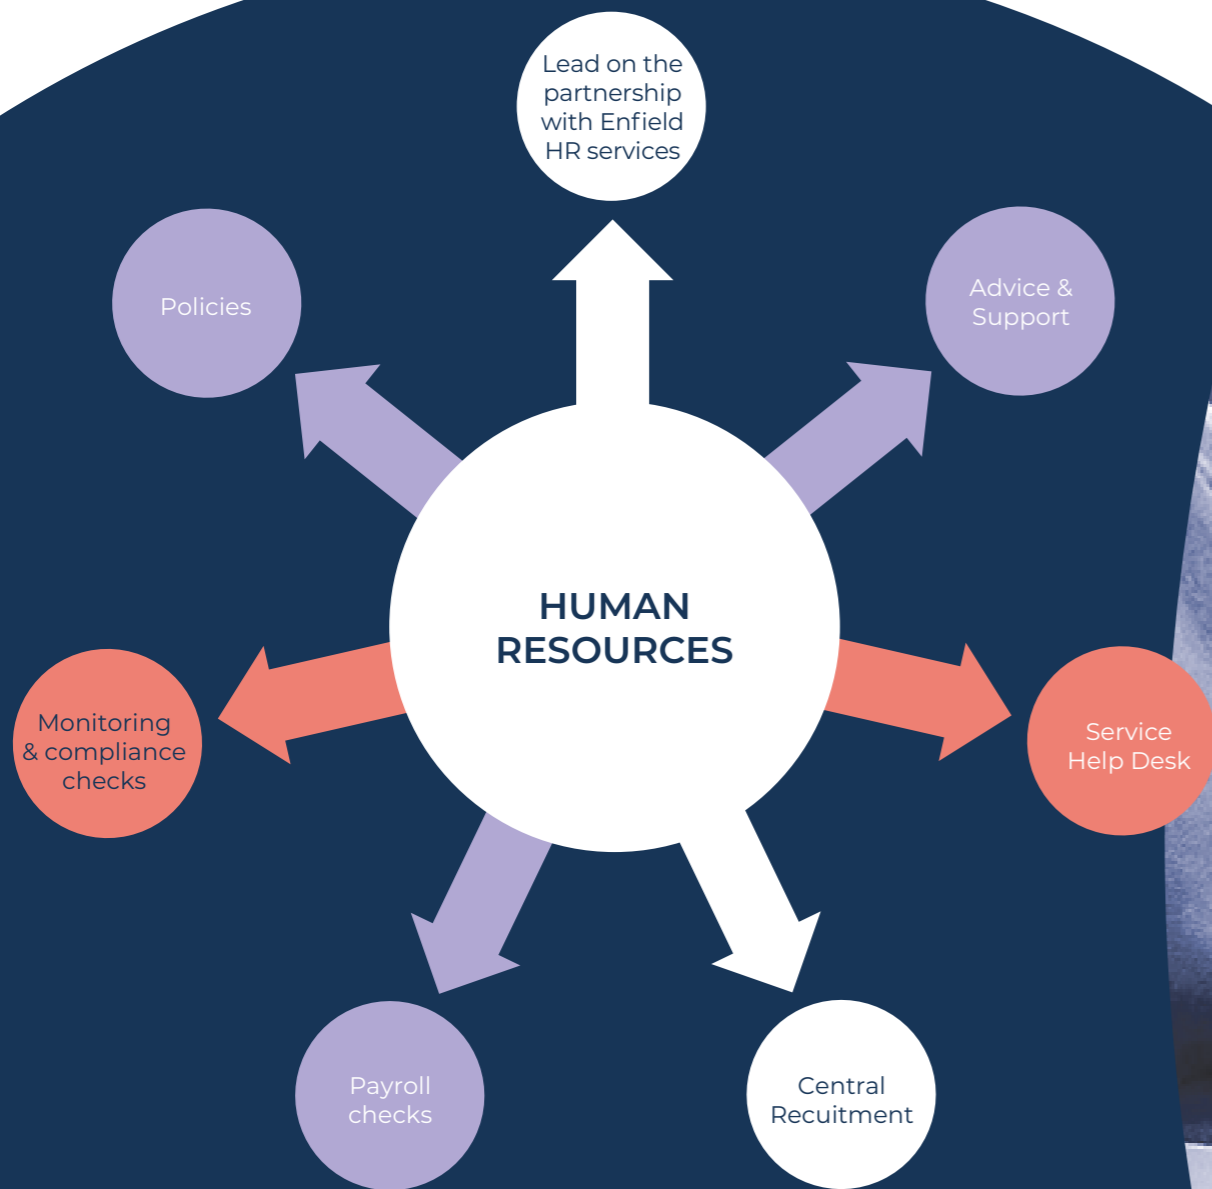 Lead on the
partnership
with Enfield
HR services
Policies
Advice &
Support
HUMAN
RESOURCES
Monitoring
& compliance
checks
Service
Help Desk
Payroll
checks
Central
Recuitment